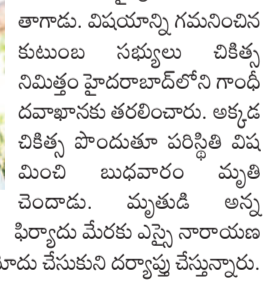 తాగాడు. విషయాన్ని గమనించిన
కుటుంబ సభ్యులు చికిత్స
నిమిత్తం హైదరాబాద్‌లోని గాంధీ
దవాఖానకు తరలించారు. అక్కడ
చికిత్స పొందుతూ పరిస్థితి విష
మించి బుధవారం మృతి
చెందాడు. మృతుడి అన్న
ఫిర్యాదు మేరకు ఎస్సై నారాయణ
చేసుకుని దర్యాప్తు చేస్తున్నారు.